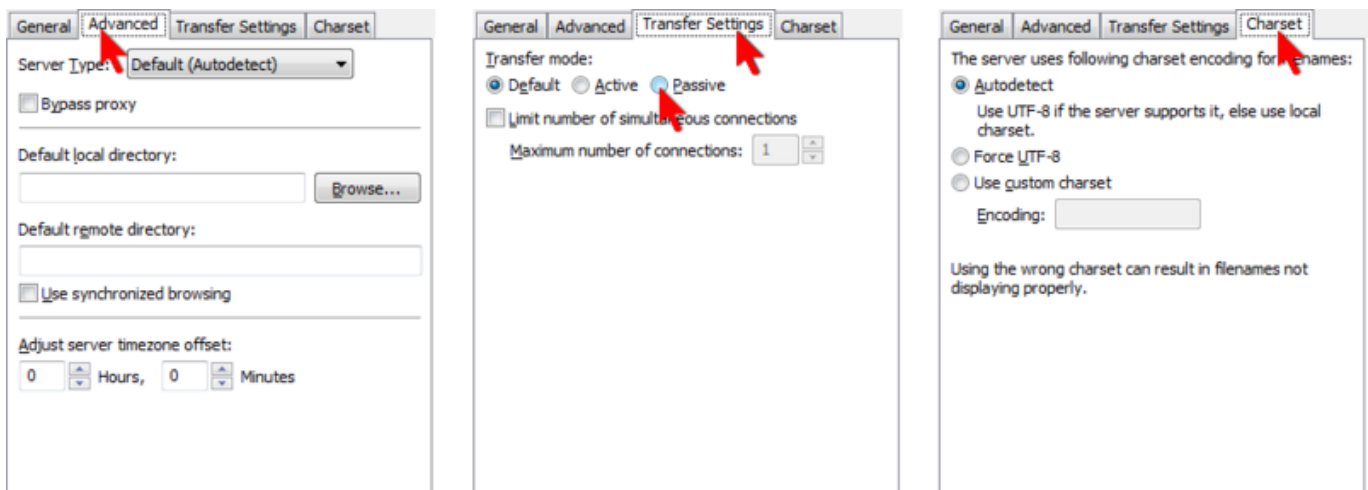 General Advanced Transfer Settings Charset
Server Type: Default (Autodetect)
Bypass proxy
Default local directory:
Browse...
Default remote directory:
Use synchronized browsing
Adjust server timezone offset:
0 Hours, 0 Minutes
General Advanced Transfer Settings Charset
Transfer mode:
Default Active Passive
Limit number of simultaneous connections
Maximum number of connections: 1
General Advanced Transfer Settings Charset
The server uses following charset encoding for filenames:
Autodetect
Use UTF-8 if the server supports it, else use local
charset.
Force UTF-8
Use custom charset
Encoding:
Using the wrong charset can result in filenames not
displaying properly.